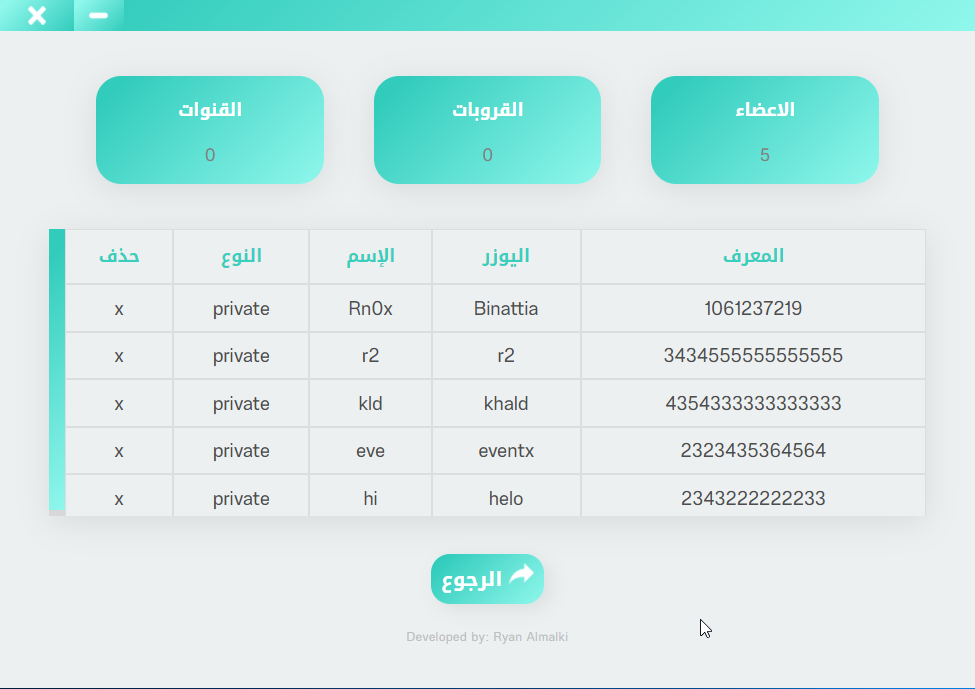 الاعضاء القروبات القنوات
5 0 0
المعرف اليوزر الإسم النوع حذف
1061237219 Binattia Rn0x private x
3434555555555555 r2 r2 private x
4354333333333333 khald kld private x
2323435364564 eventx eve private x
2343222222233 helo hi private x
الرجوع
Developed by: Ryan Almalki